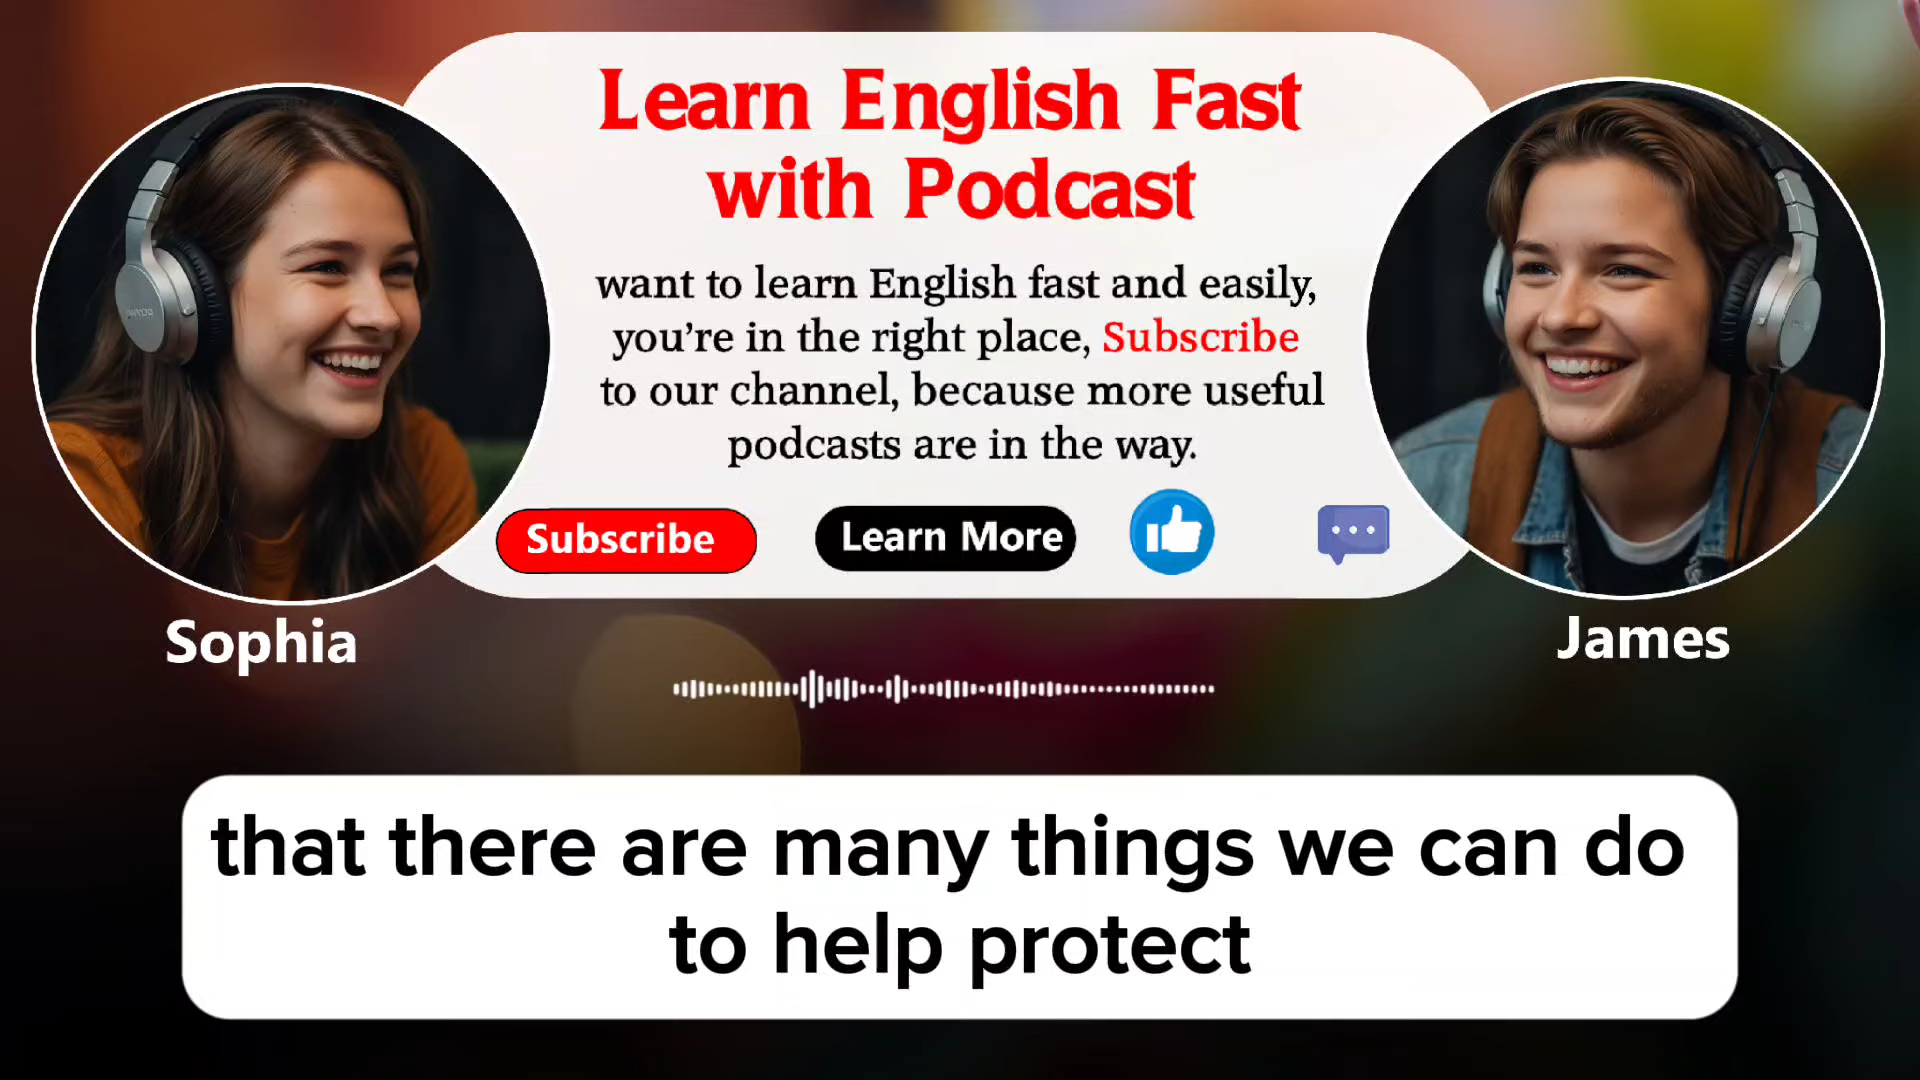 Learn English Fast
with Podcast
want to learn English fast and easily,
you're in the right place, Subscribe
to our channel, because more useful
podcasts are in the way.
Subscribe
Learn More
Sophia
James
that there are many things we can do
to help protect